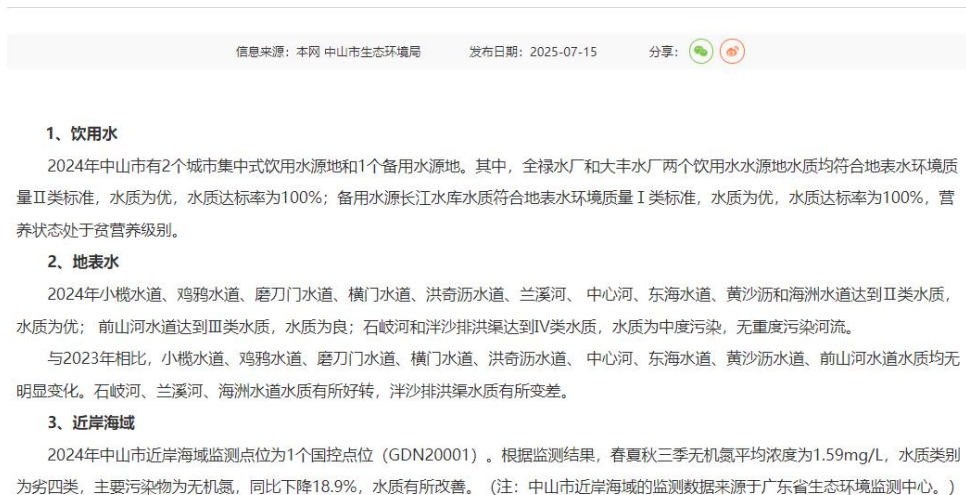 信息来源：本网 中山市生态环境局 发布日期：2025-07-15 分享：
1、饮用水
2024年中山市有2个城市集中式饮用水源地和1个备用水源地。其中，全禄水厂和大丰水厂两个饮用水水源地水质均符合地表水环境质
量Ⅱ类标准，水质为优，水质达标率为100%；备用水源长江水库水质符合地表水环境质量Ⅰ类标准，水质为优，水质达标率为100%，营
养状态处于贫营养级别。
2、地表水
2024年小榄水道、鸡鸦水道、磨刀门水道、横门水道、洪奇沥水道、兰溪河、 中心河、东海水道、黄沙沥和海洲水道达到Ⅱ类水质，
水质为优； 前山河水道达到Ⅲ类水质，水质为良；石岐河和泮沙排洪渠达到Ⅳ类水质，水质为中度污染，无重度污染河流。
与2023年相比，小榄水道、鸡鸦水道、磨刀门水道、横门水道、洪奇沥水道、 中心河、东海水道、黄沙沥水道、前山河水道水质均无
明显变化。石岐河、兰溪河、海洲水道水质有所好转，泮沙排洪渠水质有所变差。
3、近岸海域
2024年中山市近岸海域监测点位为1个国控点位（GDN20001）。根据监测结果，春夏秋三季无机氮平均浓度为1.59mg/L，水质类别
为劣四类，主要污染物为无机氮，同比下降18.9%，水质有所改善。（注：中山市近岸海域的监测数据来源于广东省生态环境监测中心。）